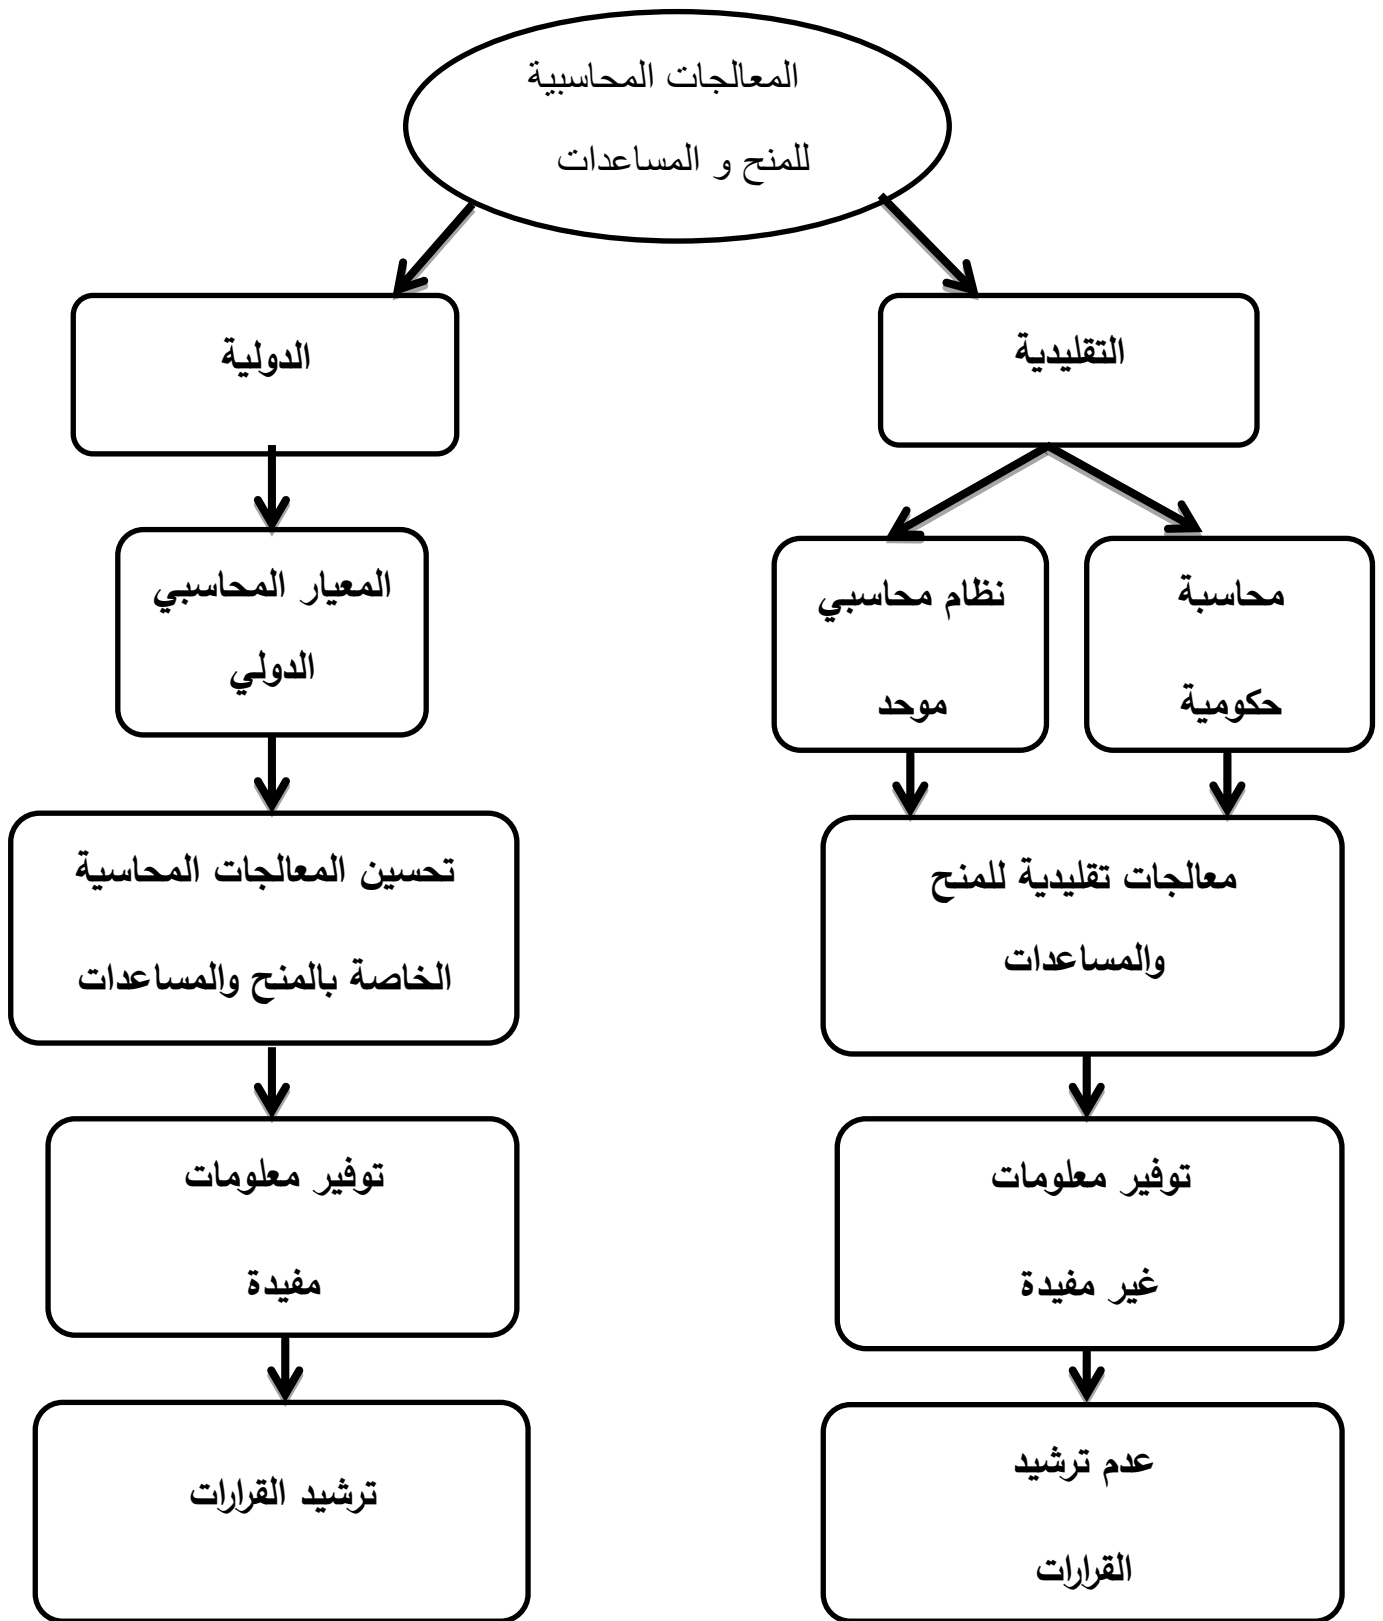 المعالجات المحاسبية
للمنح و المساعدات
التقليدية
الدولية
محاسبة
حكومية
نظام محاسبي
موحد
المعيار المحاسبي
الدولي
معالجات تقليدية للمنح
والمساعدات
تحسين المعالجات المحاسية
الخاصة بالمنح والمساعدات
توفير معلومات
غير مفيدة
توفير معلومات
مفيدة
عدم ترشيد
القرارات
ترشيد القرارات